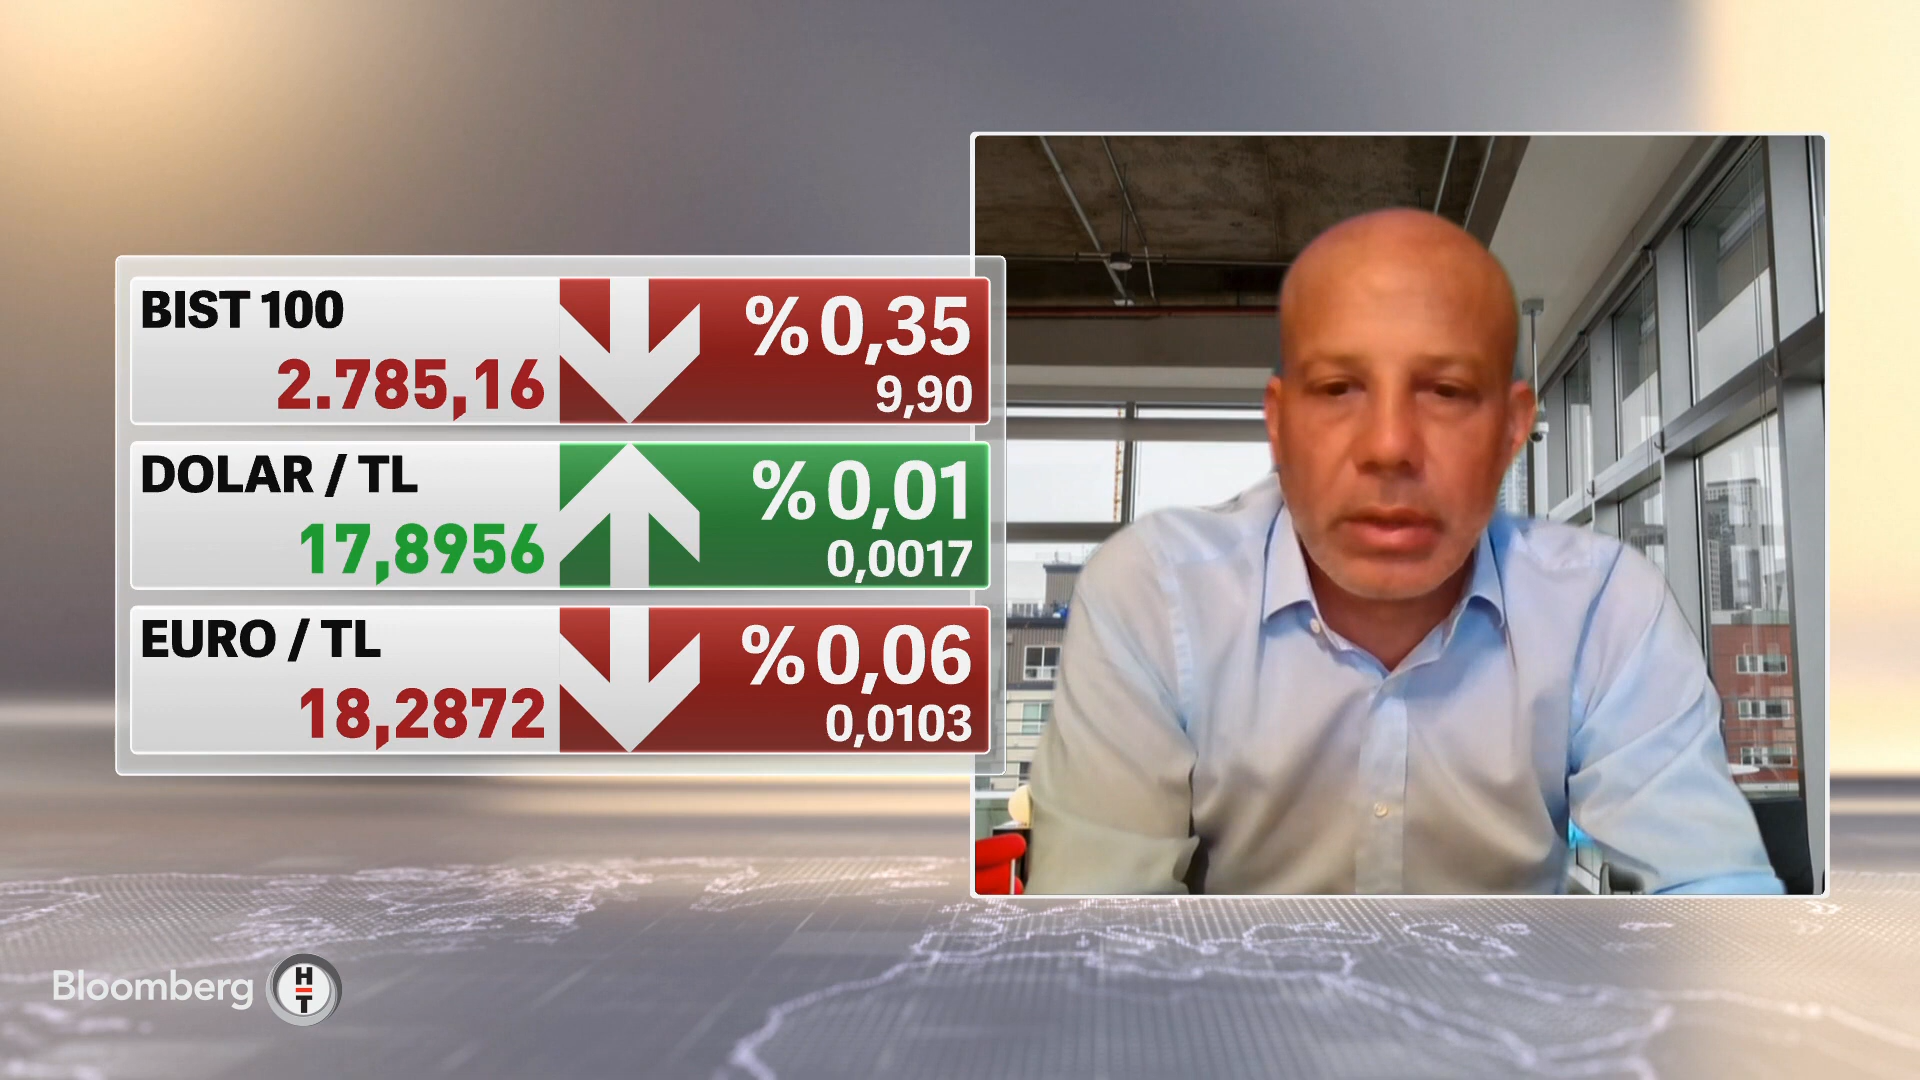 BIST 100
2.785,16
%0,35
9,90
DOLAR / TL
17,8956
%0,01
0,0017
EURO / TL
18,2872
%0,06
0,0103
Bloomberg HT